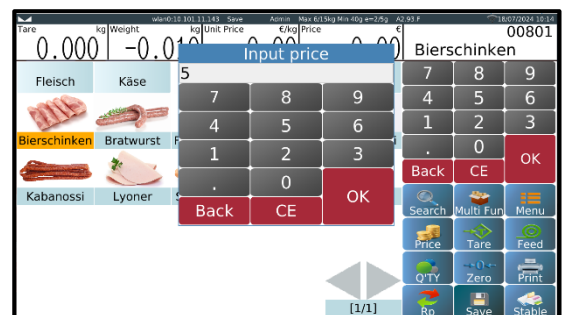 wlan0:10 101.11.143 Save Admin Max 6/15kg Min 40g e=2/5g A2.93 P 18/07/2024 10:14
Tare kg Weight kg Unit Price €/kg Price €
00801
0.000 -0.010
Bierschinken
Input price
5
Fleisch Käse
7 8 9
4 5 6
1 2 3
. 0 OK
Back CE
Bierschinken Bratwurst
Kabanossi Lyoner
[1/1]
7 8 9
4 5 6
1 2 3
. 0 OK
Back CE
Search Multi Fun Menu
Price Tare Feed
Q'TY Zero Print
Rp Save Stable